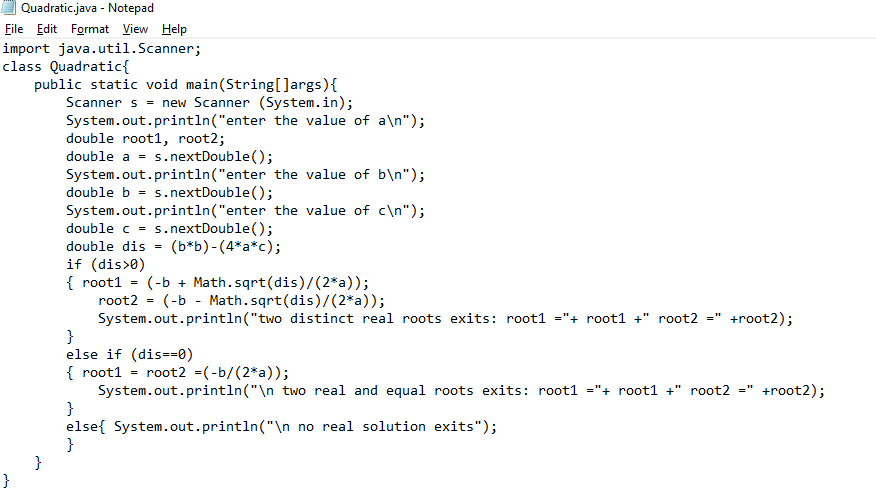 Quadratic.java - Notepad
File Edit Format View Help
import java.util.Scanner;
class Quadratic{
    public static void main(String[]args){
        Scanner s = new Scanner (System.in);
        System.out.println("enter the value of a\n");
        double root1, root2;
        double a = s.nextDouble();
        System.out.println("enter the value of b\n");
        double b = s.nextDouble();
        System.out.println("enter the value of c\n");
        double c = s.nextDouble();
        double dis = (b*b)-(4*a*c);
        if (dis>0)
        { root1 = (-b + Math.sqrt(dis)/(2*a));
            root2 = (-b - Math.sqrt(dis)/(2*a));
            System.out.println("two distinct real roots exits: root1 ="+ root1 +" root2 =" +root2);
        }
        else if (dis==0)
        { root1 = root2 =(-b/(2*a));
            System.out.println("\n two real and equal roots exits: root1 ="+ root1 +" root2 =" +root2);
        }
        else{ System.out.println("\n no real solution exits");
        }
    }
}